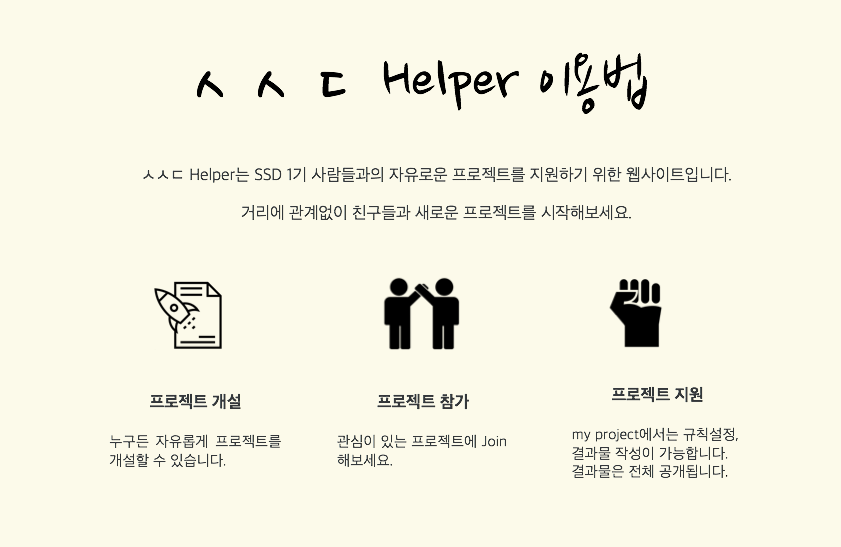 ㅅ ㅅ ㄷ Helper 이용법
ㅅㅅㄷ Helper는 SSD 1기 사람들과의 자유로운 프로젝트를 지원하기 위한 웹사이트입니다.
거리에 관계없이 친구들과 새로운 프로젝트를 시작해보세요.
프로젝트 개설
누구든 자유롭게 프로젝트를
개설할 수 있습니다.
프로젝트 참가
관심이 있는 프로젝트에 Join
해보세요.
프로젝트 지원
my project에서는 규칙설정,
결과물 작성이 가능합니다.
결과물은 전체 공개됩니다.